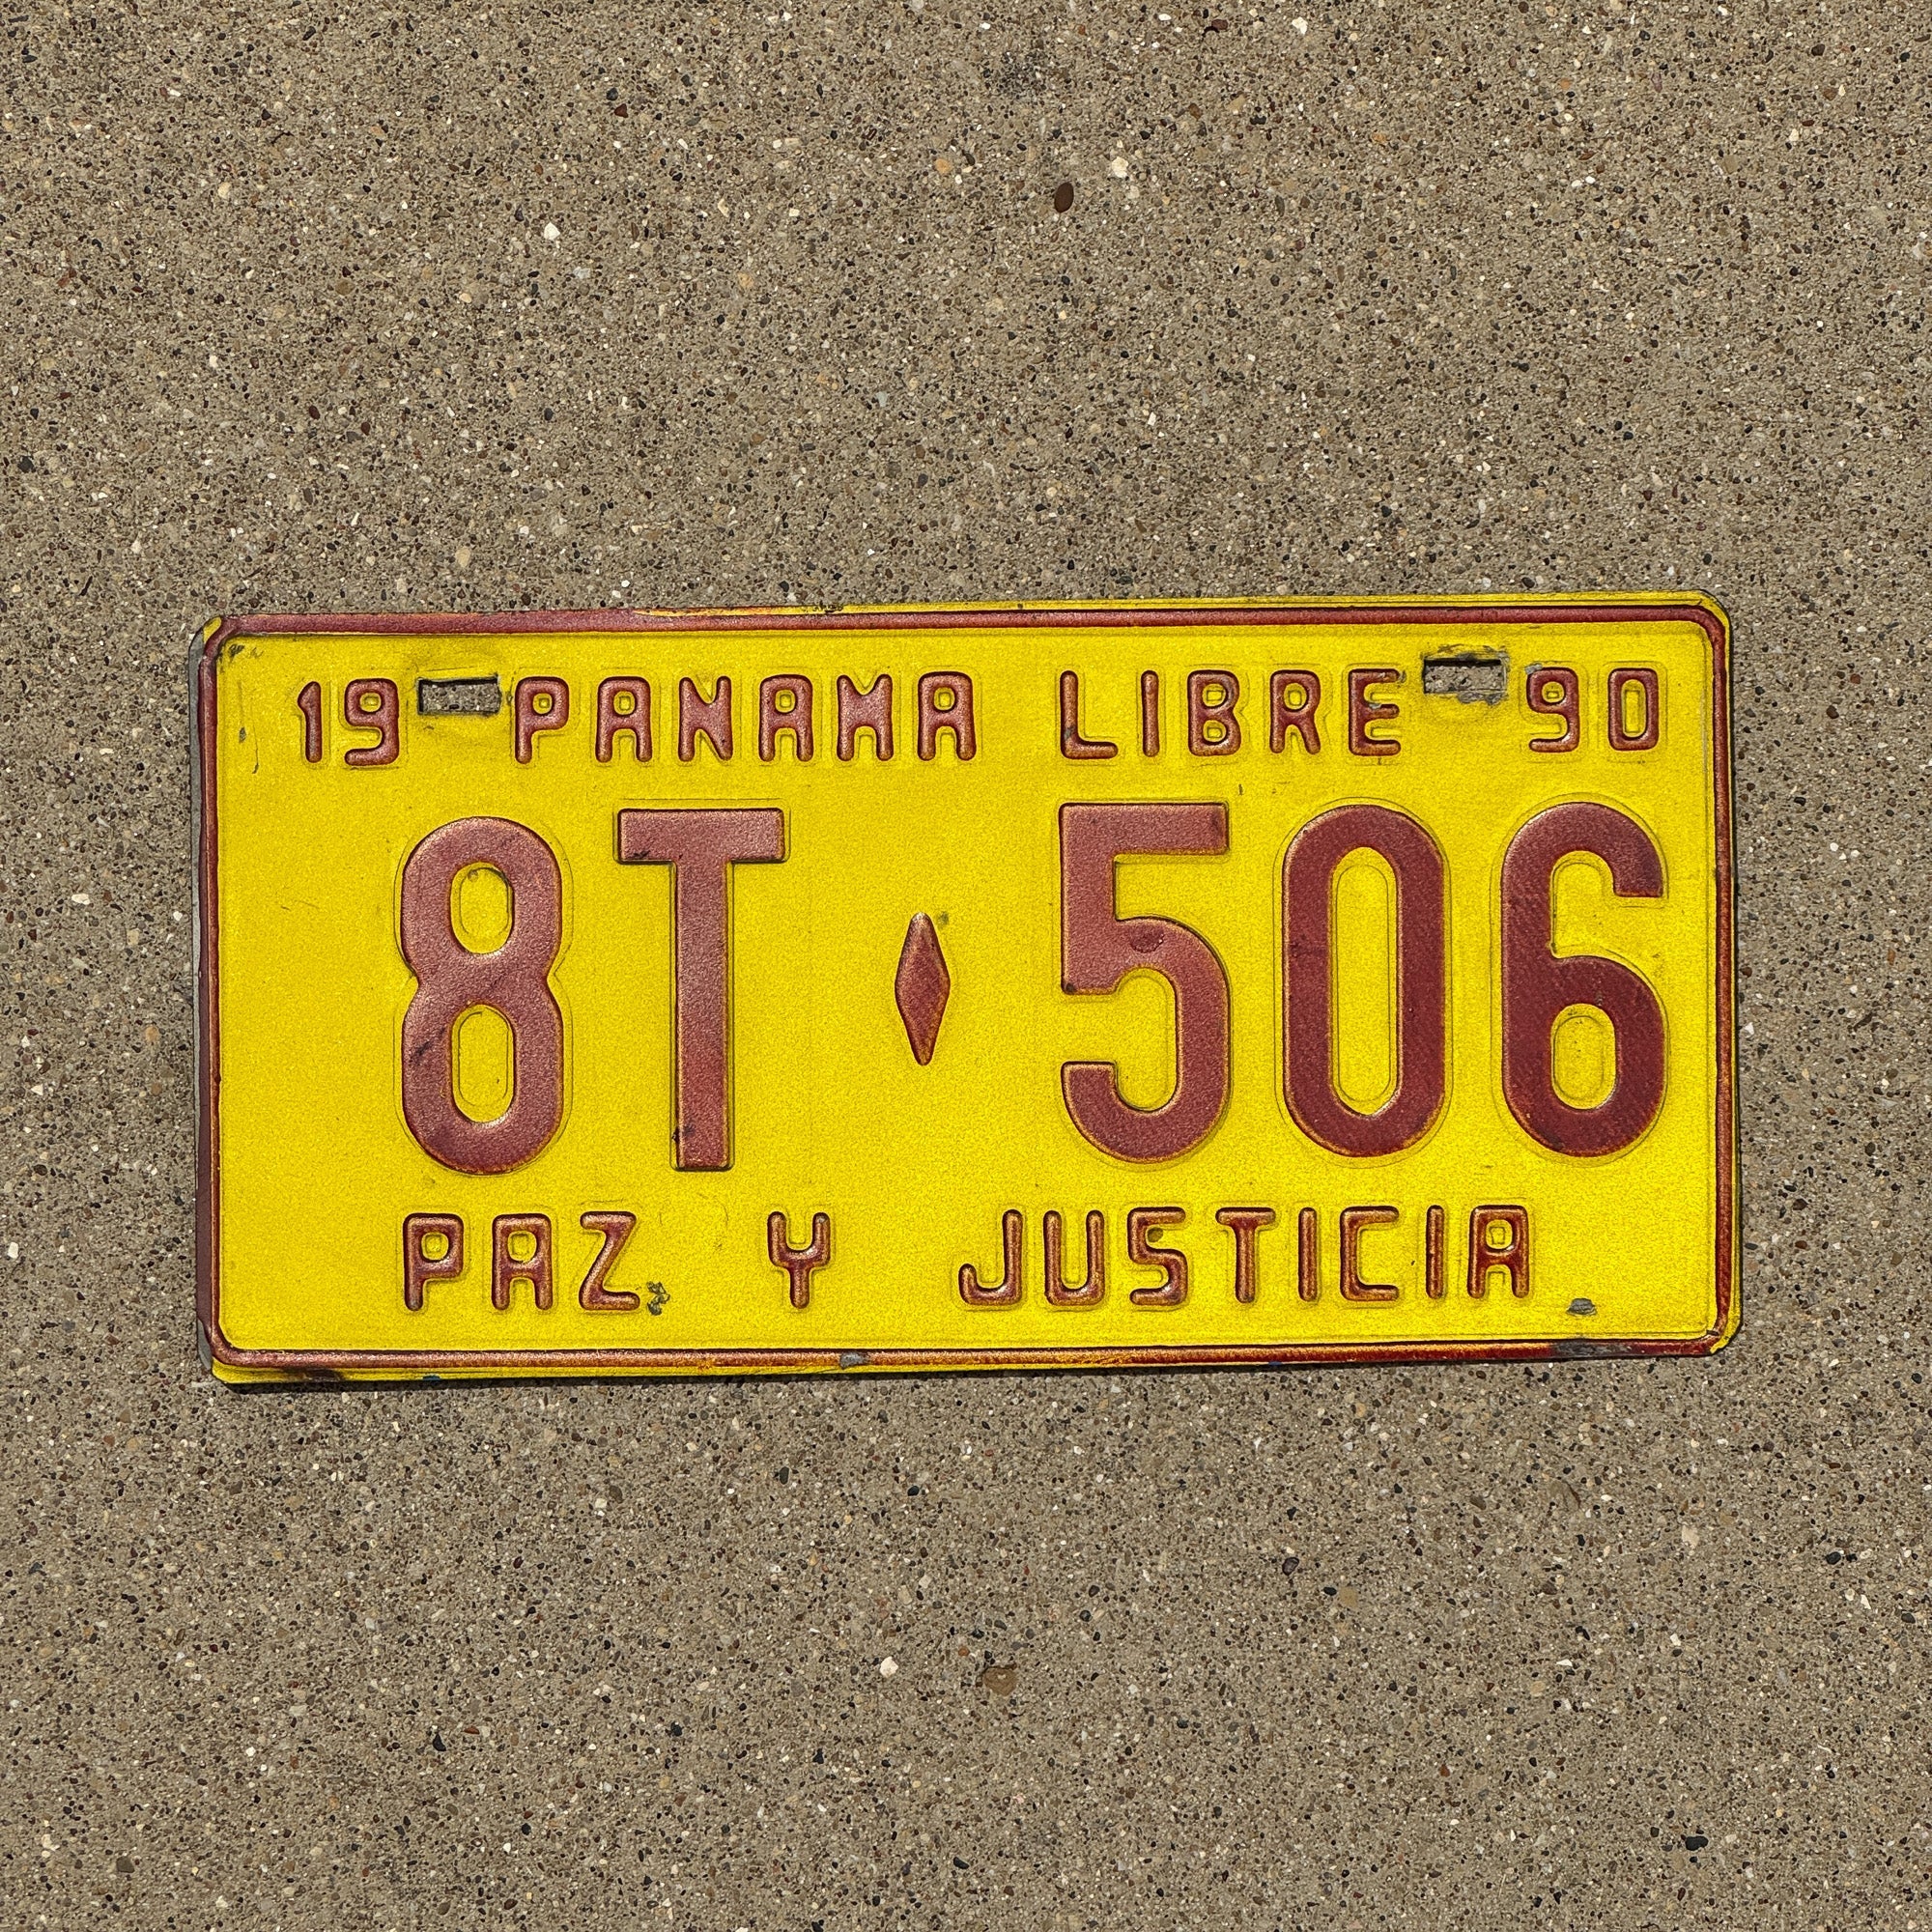 19 PANAMA LIBRE 90
8T♦506
PAZ Y JUSTICIA